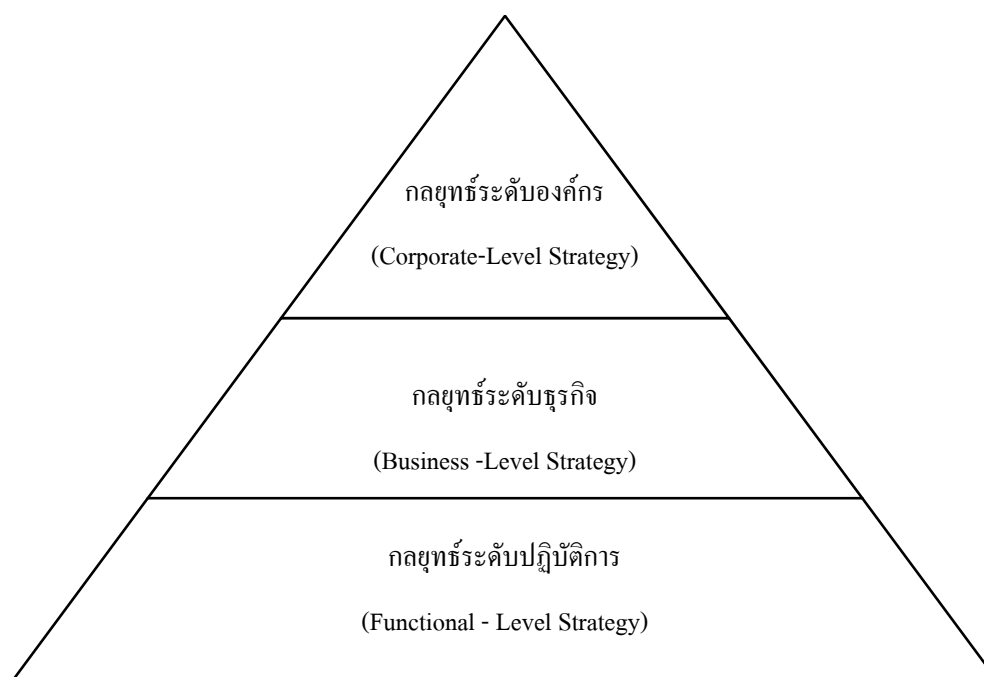 กลยุทธ์ระดับองค์กร
(Corporate-Level Strategy)
กลยุทธ์ระดับธุรกิจ
(Business -Level Strategy)
กลยุทธ์ระดับปฏิบัติการ
(Functional - Level Strategy)